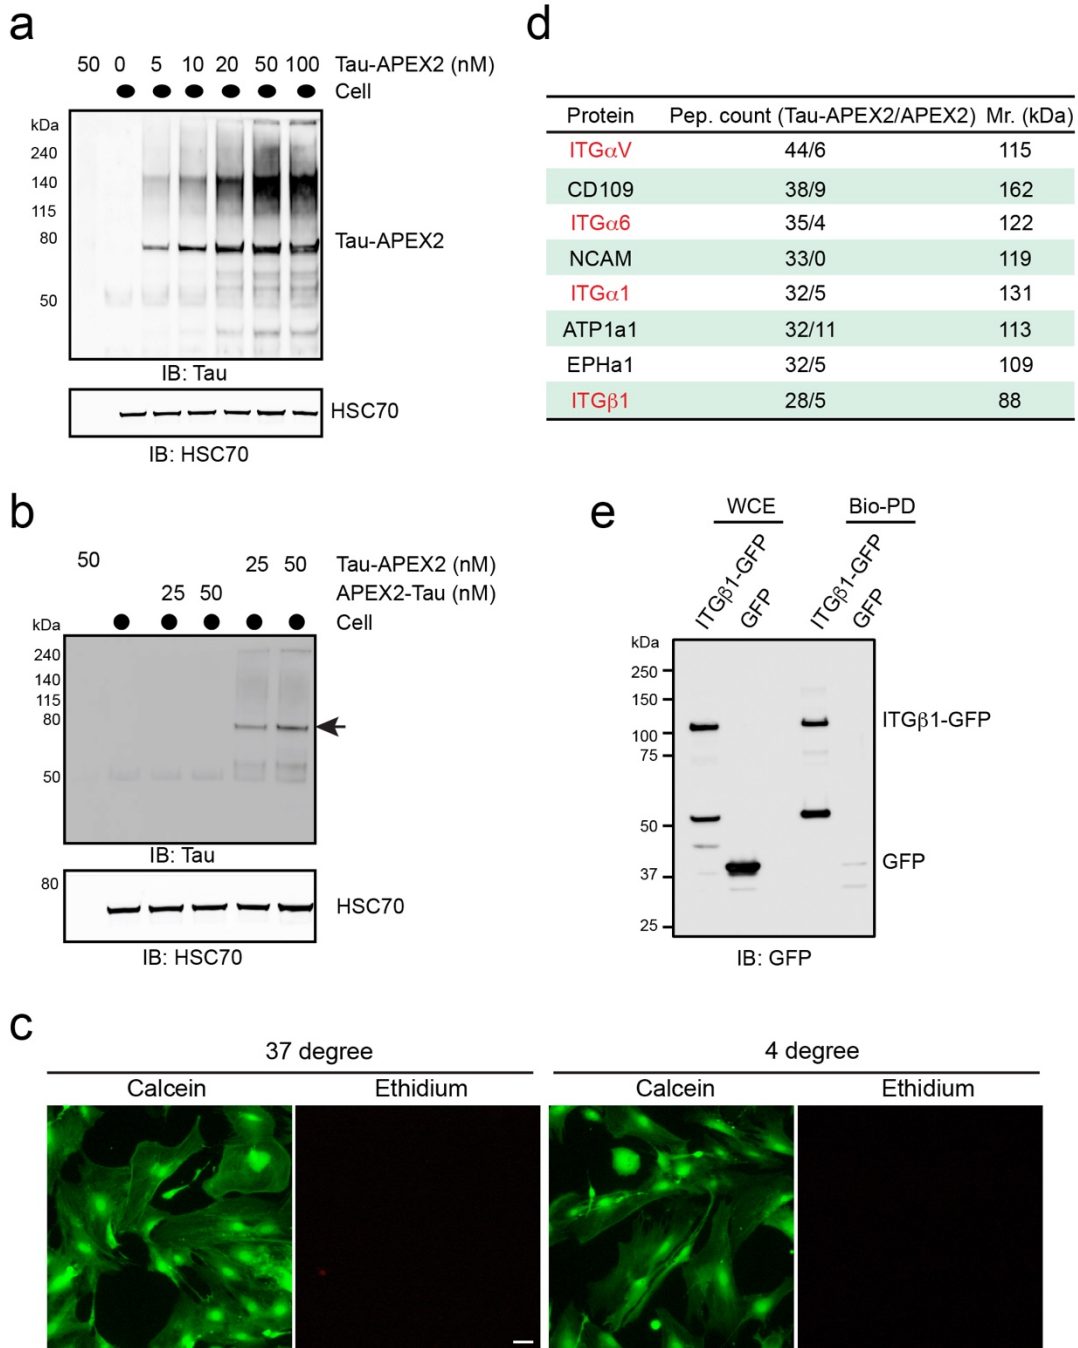 a
50 0 5 10 20 50 100 Tau-APEX2 (nM)
Cell
kDa
240
140
115
80
50
Tau-APEX2
IB: Tau
HSC70
IB: HSC70
b
50 25 50 Tau-APEX2 (nM)
25 50 APEX2-Tau (nM)
Cell
kDa
240
140
115
80
50
IB: Tau
80
HSC70
IB: HSC70
c
37 degree 4 degree
Calcein Ethidium Calcein Ethidium
d
Protein Pep. count (Tau-APEX2/APEX2) Mr. (kDa)
ITGαV 44/6 115
CD109 38/9 162
ITGα6 35/4 122
NCAM 33/0 119
ITGα1 32/5 131
ATP1a1 32/11 113
EPHa1 32/5 109
ITGβ1 28/5 88
e
WCE Bio-PD
ITGβ1-GFP GFP ITGβ1-GFP GFP
kDa
250
150
100
75
50
37
25
ITGβ1-GFP
GFP
IB: GFP